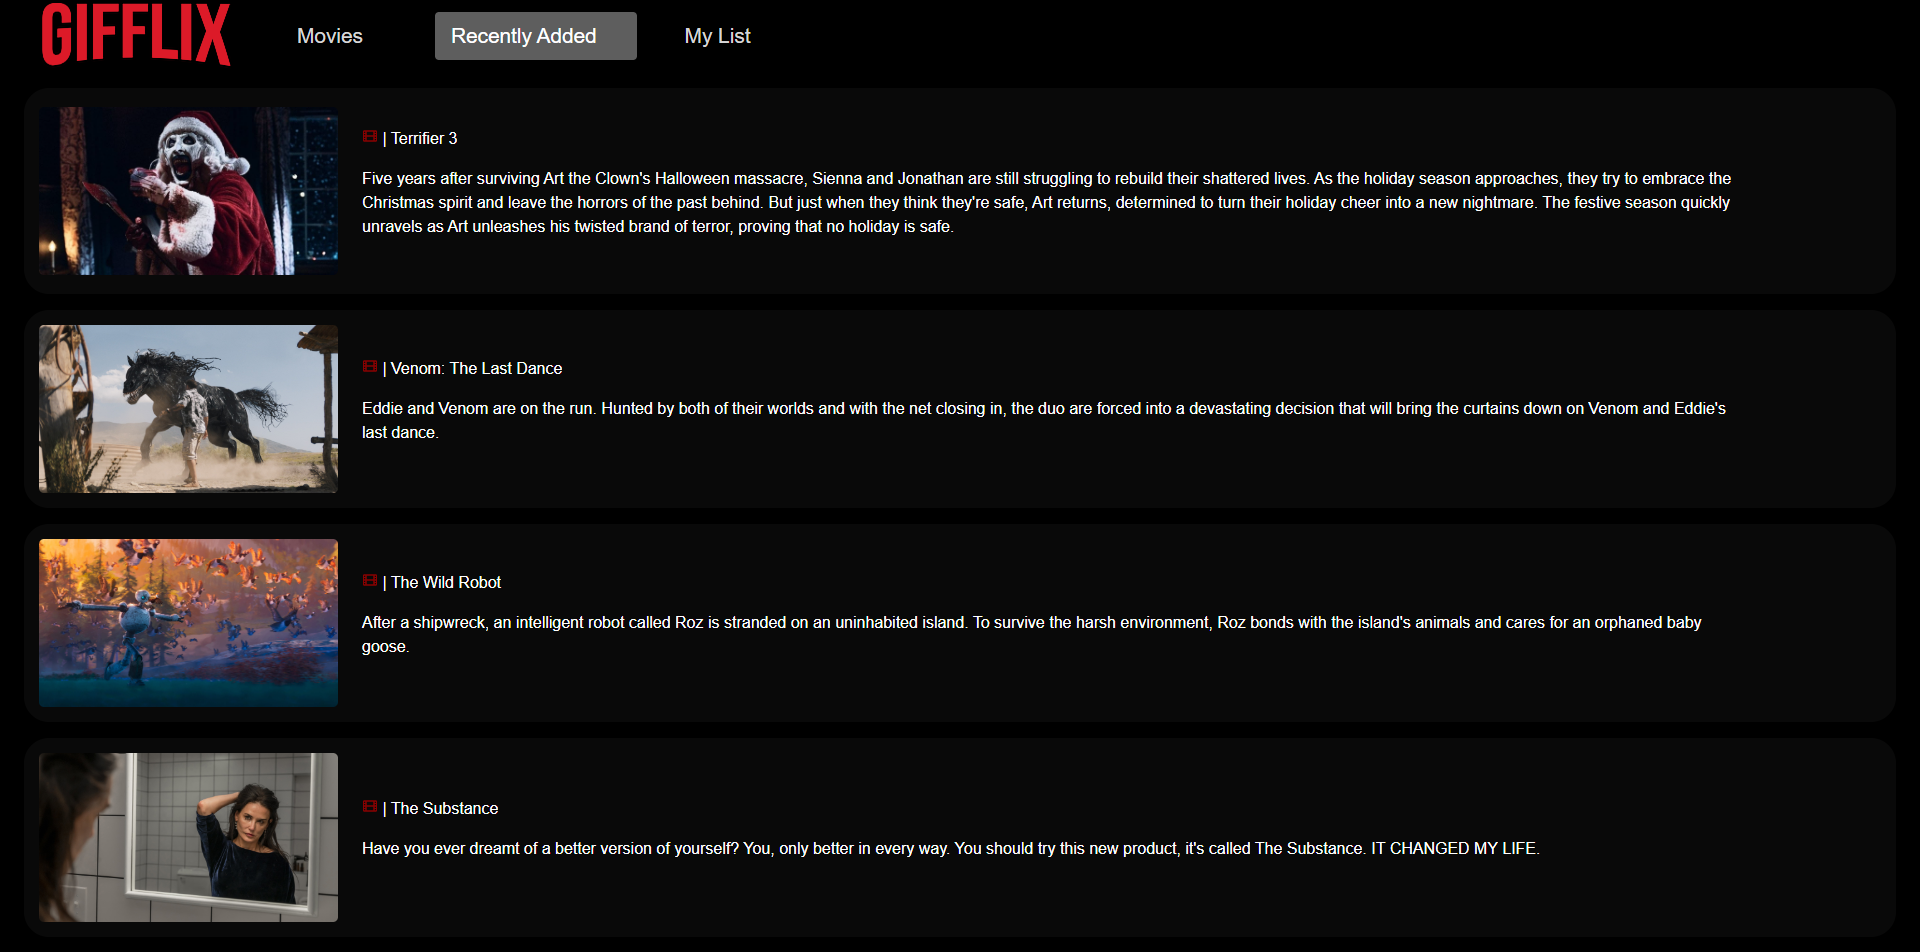 GIFFLIX
Movies
Recently Added
My List
| Terrifier 3
Five years after surviving Art the Clown's Halloween massacre, Sienna and Jonathan are still struggling to rebuild their shattered lives. As the holiday season approaches, they try to embrace the
Christmas spirit and leave the horrors of the past behind. But just when they think they're safe, Art returns, determined to turn their holiday cheer into a new nightmare. The festive season quickly
unravels as Art unleashes his twisted brand of terror, proving that no holiday is safe.
| Venom: The Last Dance
Eddie and Venom are on the run. Hunted by both of their worlds and with the net closing in, the duo are forced into a devastating decision that will bring the curtains down on Venom and Eddie's
last dance.
| The Wild Robot
After a shipwreck, an intelligent robot called Roz is stranded on an uninhabited island. To survive the harsh environment, Roz bonds with the island's animals and cares for an orphaned baby
goose.
| The Substance
Have you ever dreamt of a better version of yourself? You, only better in every way. You should try this new product, it's called The Substance. IT CHANGED MY LIFE.